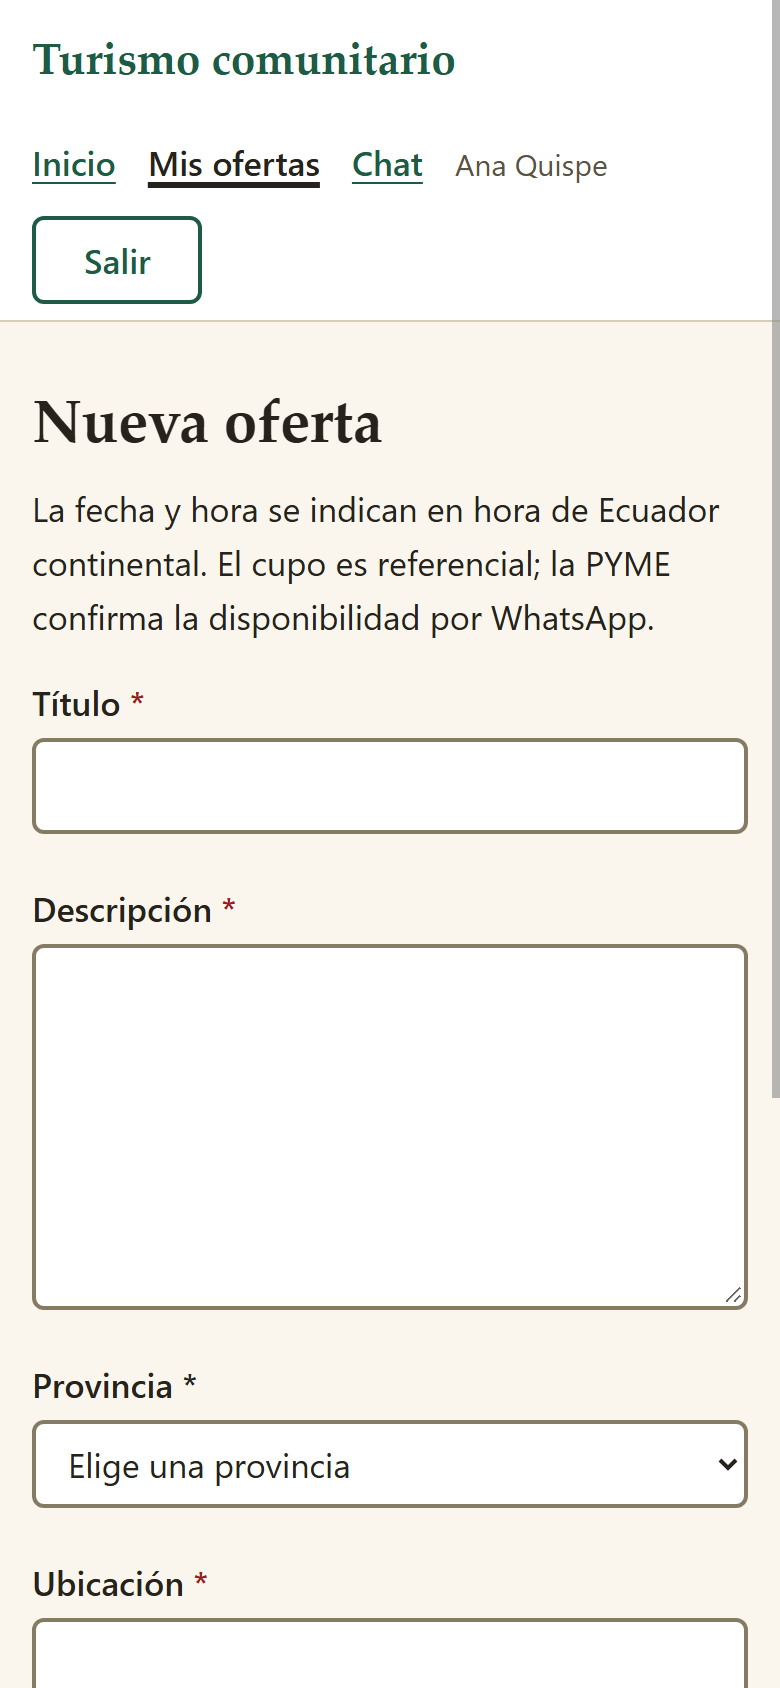 Turismo comunitario
Inicio Mis ofertas Chat Ana Quispe
Salir
Nueva oferta
La fecha y hora se indican en hora de Ecuador
continental. El cupo es referencial; la PYME
confirma la disponibilidad por WhatsApp.
Título *
Descripción *
Provincia *
Elige una provincia
Ubicación *